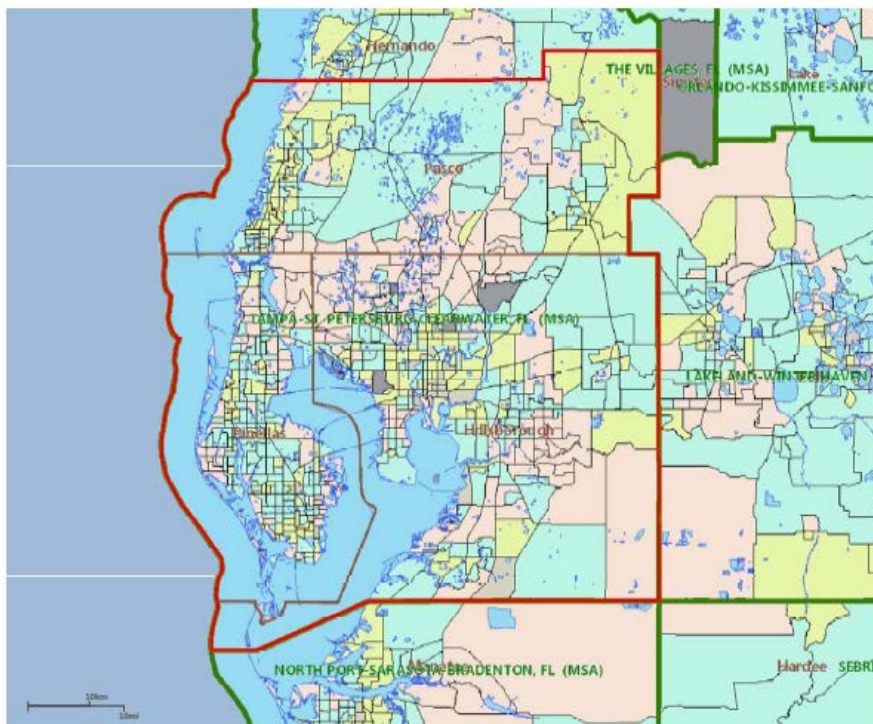 Hernando
THE VILLAGES, FL (MSA)
Lake
ORLANDO-KISSIMMEE-SANFO
Pasco
TAMPA-ST. PETERSBURG-CLEARWATER, FL (MSA)
LAKELAND-WINTER HAVEN
Pinellas
Hillsborough
NORTH PORT-SARASOTA-BRADENTON, FL (MSA)
Hardee
SEBRI
10km
10mi